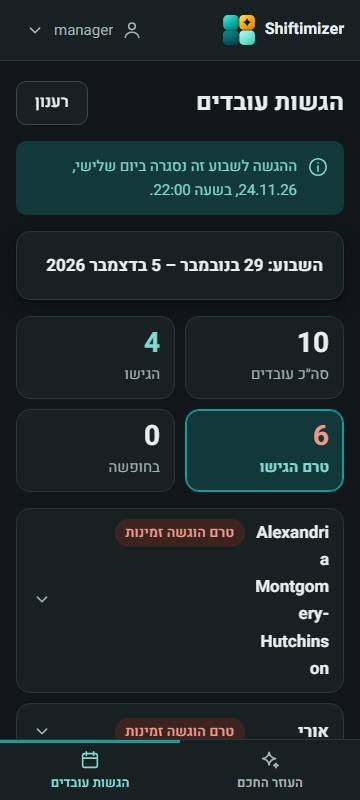 Shiftimizer
manager
הגשות עובדים
רענון
ההגשה לשבוע זה נסגרה ביום שלישי,
24.11.26, בשעה 22:00.
השבוע: 29 בנובמבר – 5 בדצמבר 2026
10
סה"כ עובדים
4
הגישו
6
טרם הגישו
0
בחופשה
Alexandri
a
Montgom
ery-
Hutchins
on
טרם הוגשה זמינות
אורי
טרם הוגשה זמינות
העוזר החכם
הגשות עובדים